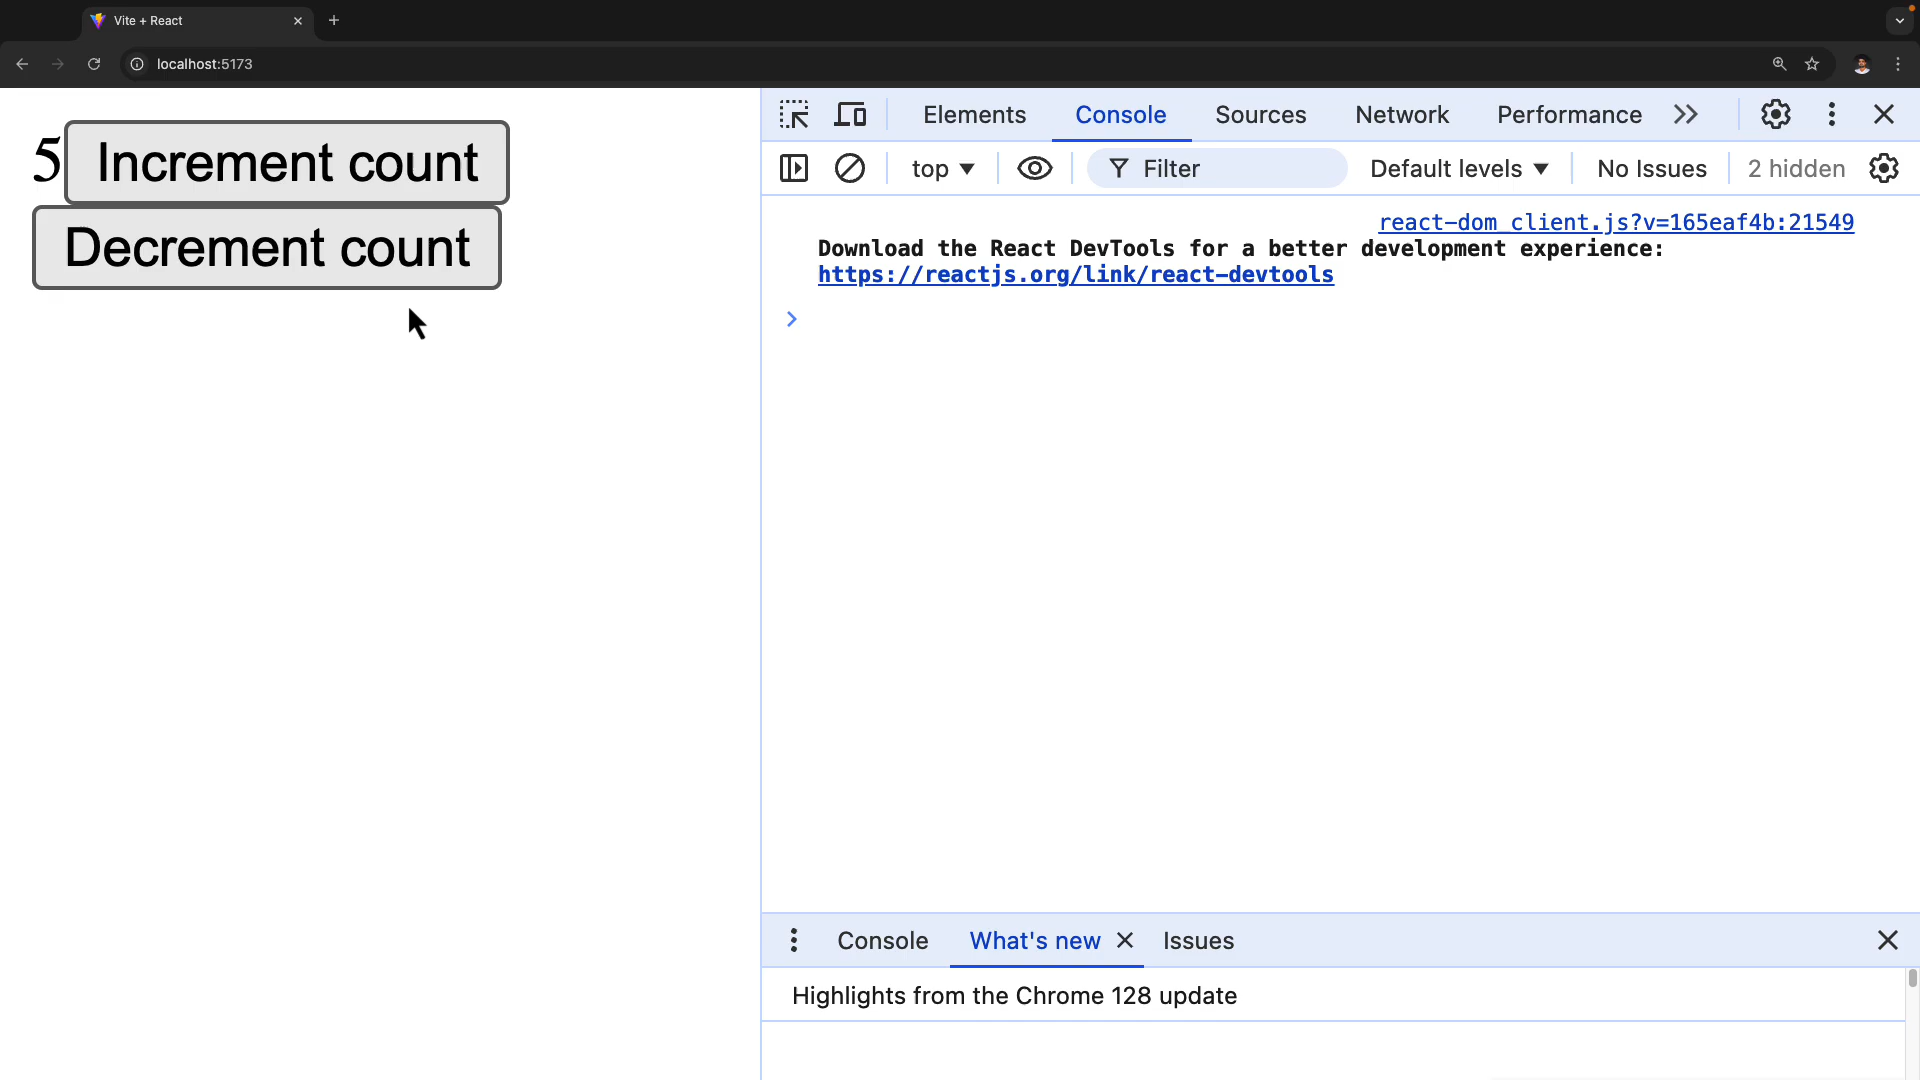 Vite + React
localhost:5173
5 Increment count
Decrement count
Elements Console Sources Network Performance
top Filter Default levels No Issues 2 hidden
react-dom_client.js?v=165eaf4b:21549
Download the React DevTools for a better development experience:
https://reactjs.org/link/react-devtools
Console What's new Issues
Highlights from the Chrome 128 update